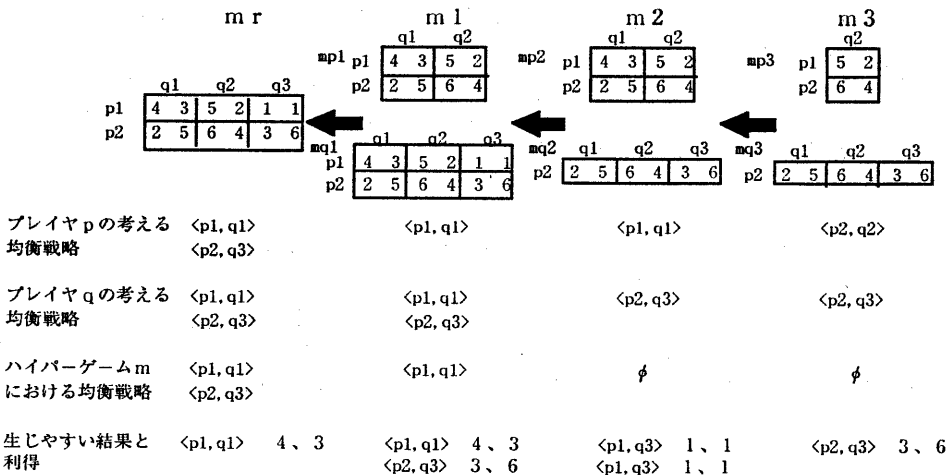 mr m1 m2 m3
q1 q2 q1 q2 q2
mp1 p1 4 3 5 2 mp2 p1 4 3 5 2 mp3 p1 5 2
p2 2 5 6 4 p2 2 5 6 4 p2 6 4
q1 q2 q3
p1 4 3 5 2 1 1
p2 2 5 6 4 3 6
mq1 q1 q2 q3 mq2 q1 q2 q3 mq3 q1 q2 q3
p1 4 3 5 2 1 1 p2 2 5 6 4 3 6 p2 2 5 6 4 3 6
p2 2 5 6 4 3 6
プレイヤpの考える <p1,q1> <p1,q1> <p1,q1> <p2,q2>
均衡戦略 <p2,q3>
プレイヤqの考える <p1,q1> <p1,q1> <p2,q3> <p2,q3>
均衡戦略 <p2,q3> <p2,q3>
ハイパーゲームm <p1,q1> <p1,q1> φ φ
における均衡戦略 <p2,q3>
生じやすい結果と <p1,q1> 4、3 <p1,q1> 4、3 <p1,q3> 1、1 <p2,q3> 3、6
利得 <p2,q3> 3、6 <p1,q3> 1、1